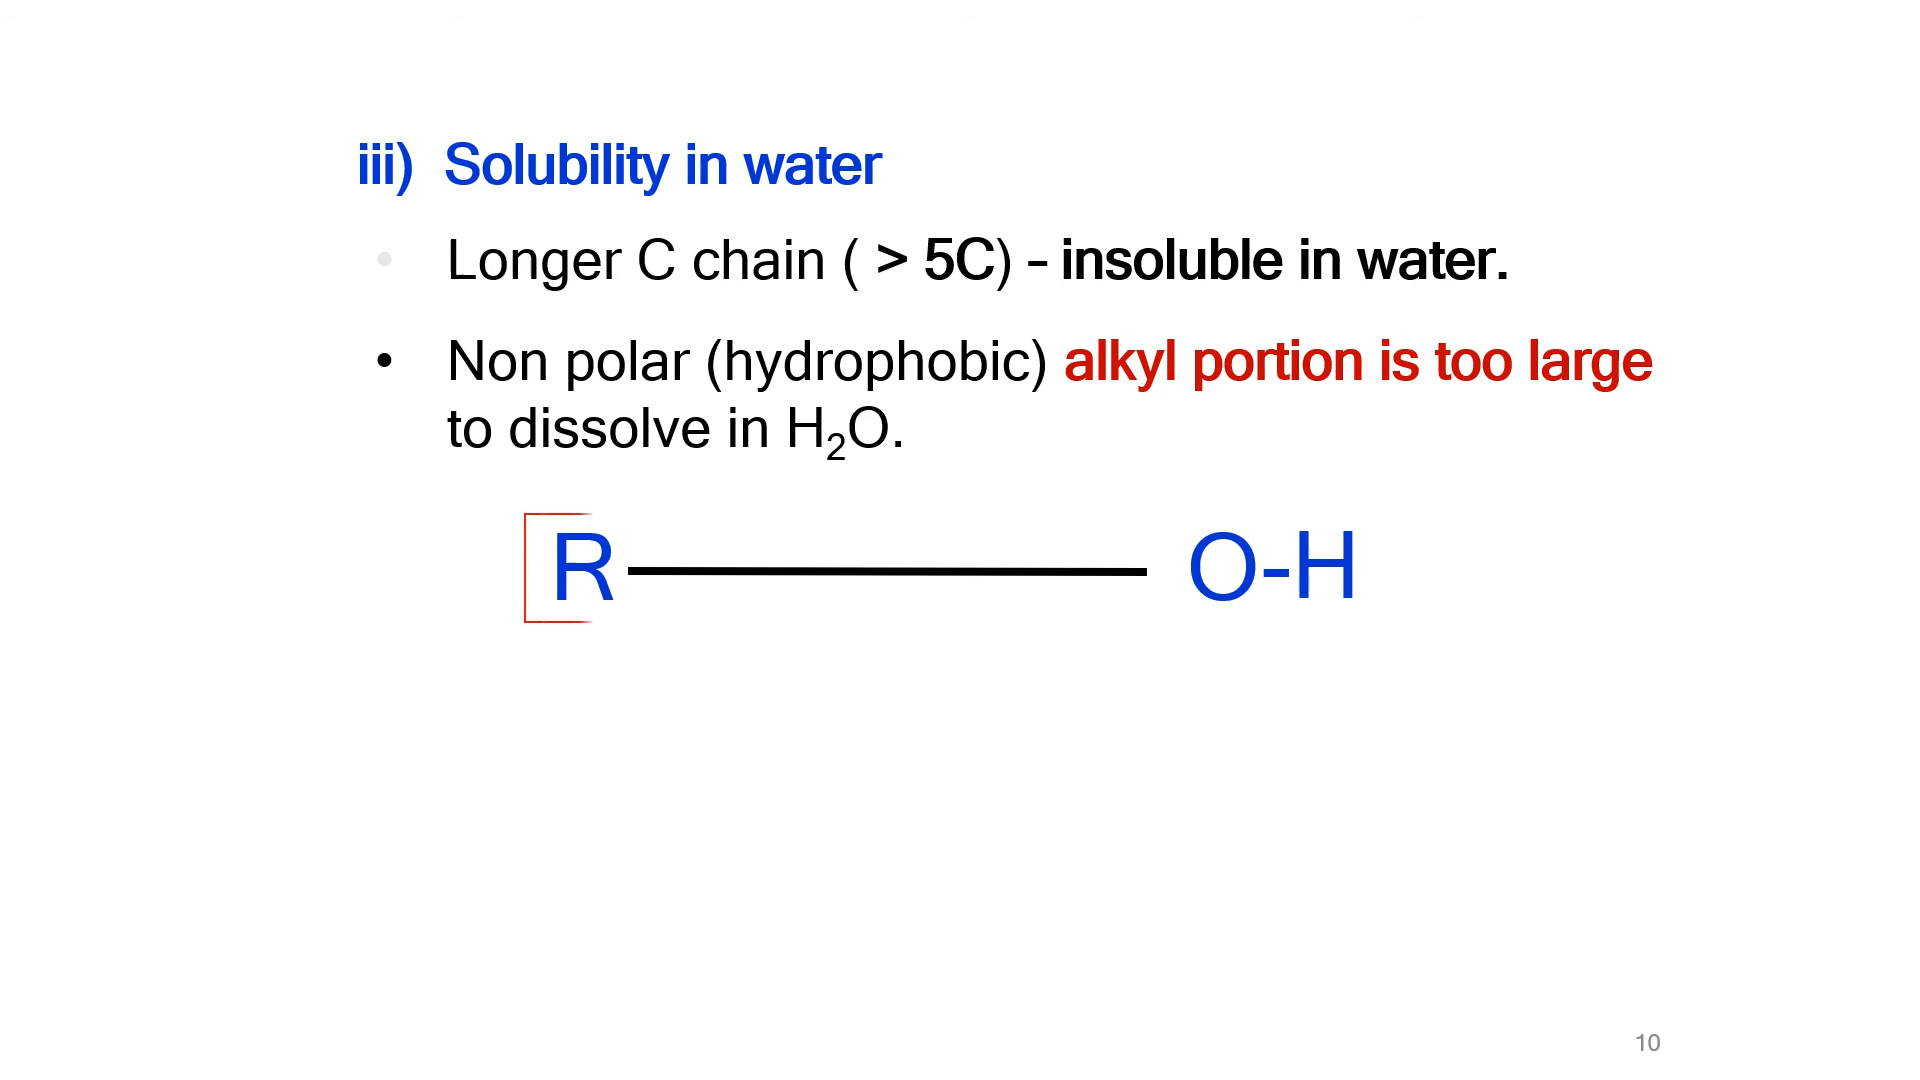 iii) Solubility in water
• Longer C chain ( > 5C) – insoluble in water.
• Non polar (hydrophobic) alkyl portion is too large
to dissolve in H₂O.
R O-H
10